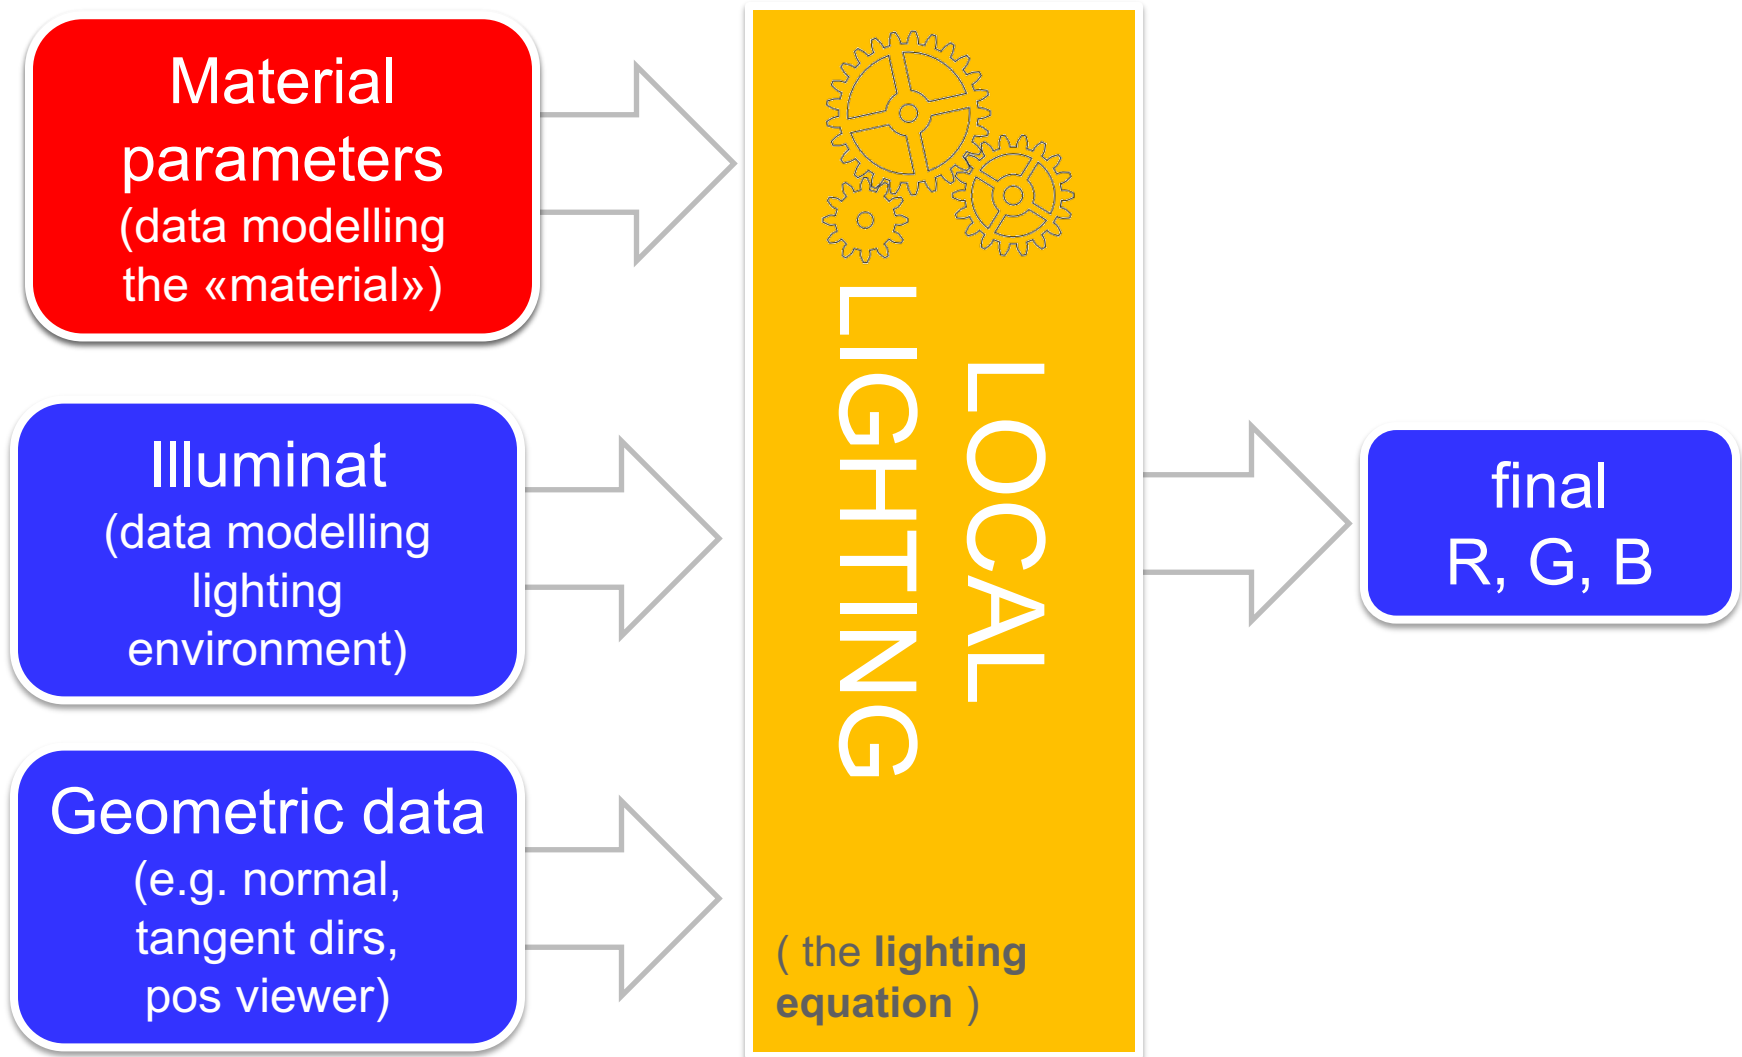 Material
parameters
(data modelling
the «material»)
Illuminat
(data modelling
lighting
environment)
Geometric data
(e.g. normal,
tangent dirs,
pos viewer)
LOCAL
LIGHTING
( the lighting
equation )
final
R, G, B